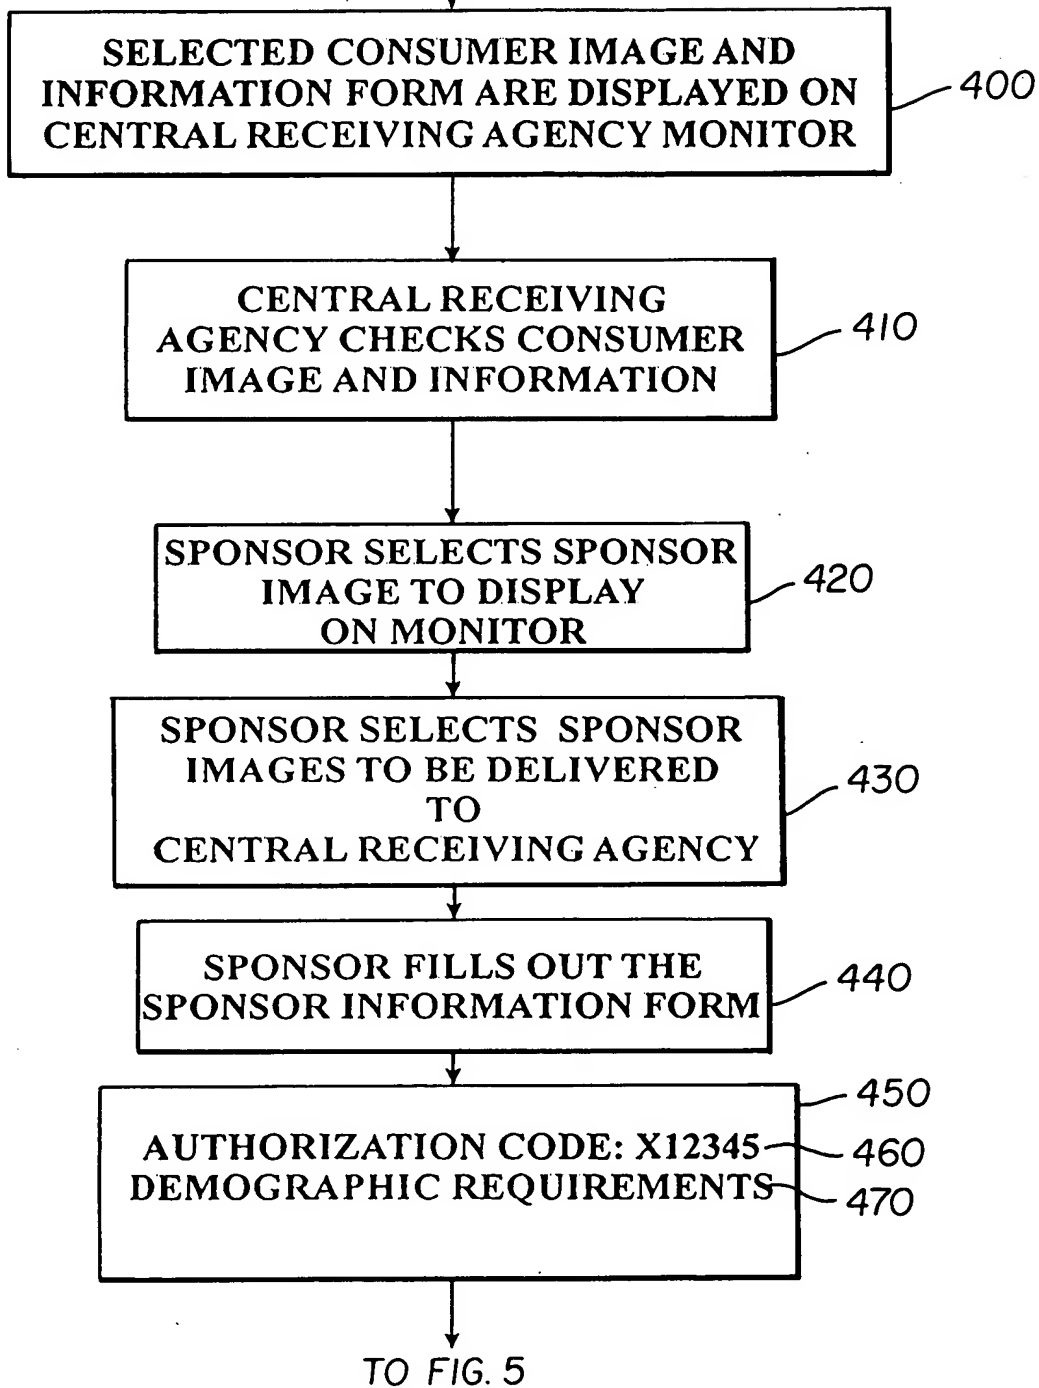 SELECTED CONSUMER IMAGE AND
INFORMATION FORM ARE DISPLAYED ON
CENTRAL RECEIVING AGENCY MONITOR
400
CENTRAL RECEIVING
AGENCY CHECKS CONSUMER
IMAGE AND INFORMATION
410
SPONSOR SELECTS SPONSOR
IMAGE TO DISPLAY
ON MONITOR
420
SPONSOR SELECTS SPONSOR
IMAGES TO BE DELIVERED
TO
CENTRAL RECEIVING AGENCY
430
SPONSOR FILLS OUT THE
SPONSOR INFORMATION FORM
440
450
AUTHORIZATION CODE: X12345
460
DEMOGRAPHIC REQUIREMENTS
470
TO FIG. 5